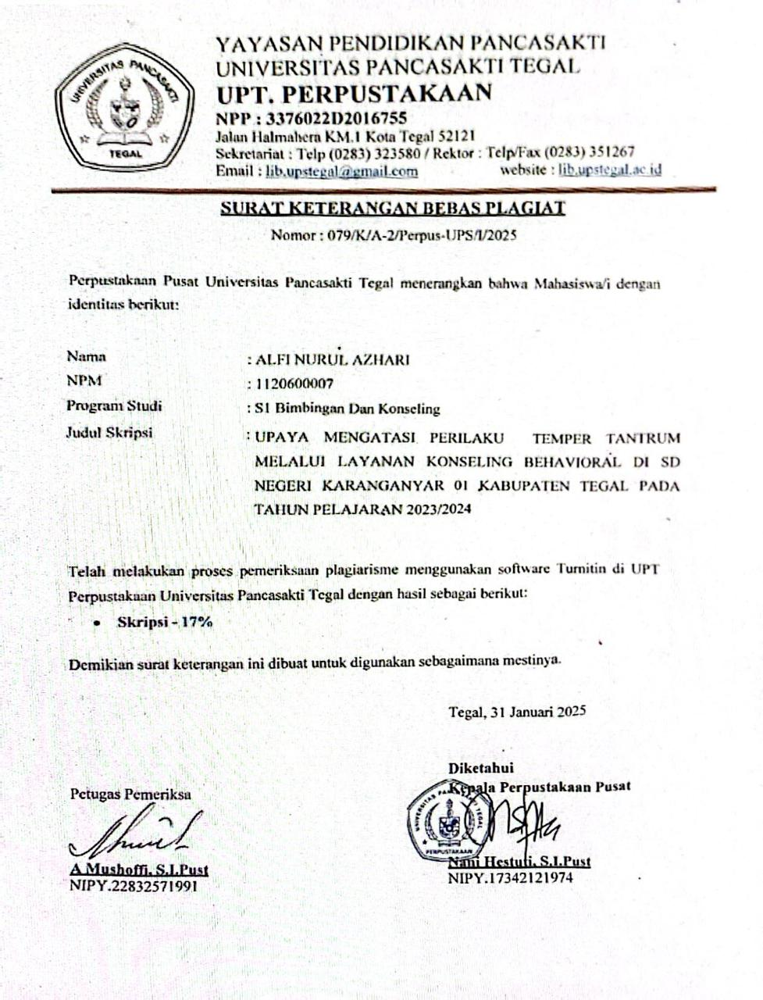 YAYASAN PENDIDIKAN PANCASAKTI
UNIVERSITAS PANCASAKTI TEGAL
UPT. PERPUSTAKAAN
NPP : 3376022D2016755
Jalan Halmahera KM.1 Kota Tegal 52121
Sekretariat : Telp (0283) 323580 / Rektor : Telp/Fax (0283) 351267
Email : lib.upstegal@gmail.com website : lib.upstegal.ac.id
UNIVERSITAS PANCASAKTI
TEGAL
SURAT KETERANGAN BEBAS PLAGIAT
Nomor : 079/K/A-2/Perpus-UPS/I/2025
Perpustakaan Pusat Universitas Pancasakti Tegal menerangkan bahwa Mahasiswa/i dengan
identitas berikut:
Nama : ALFI NURUL AZHARI
NPM : 1120600007
Program Studi : S1 Bimbingan Dan Konseling
Judul Skripsi : UPAYA MENGATASI PERILAKU TEMPER TANTRUM
MELALUI LAYANAN KONSELING BEHAVIORAL DI SD
NEGERI KARANGANYAR 01 KABUPATEN TEGAL PADA
TAHUN PELAJARAN 2023/2024
Telah melakukan proses pemeriksaan plagiarisme menggunakan software Turnitin di UPT
Perpustakaan Universitas Pancasakti Tegal dengan hasil sebagai berikut:
• Skripsi - 17%
Demikian surat keterangan ini dibuat untuk digunakan sebagaimana mestinya.
Tegal, 31 Januari 2025
Diketahui
Kepala Perpustakaan Pusat
UNIVERSITAS PANCASAKTI TEGAL
PERPUSTAKAAN
Nani Hestuti, S.I.Pust
NIPY.17342121974
Petugas Pemeriksa
A Mushoffi, S.I.Pust
NIPY.22832571991